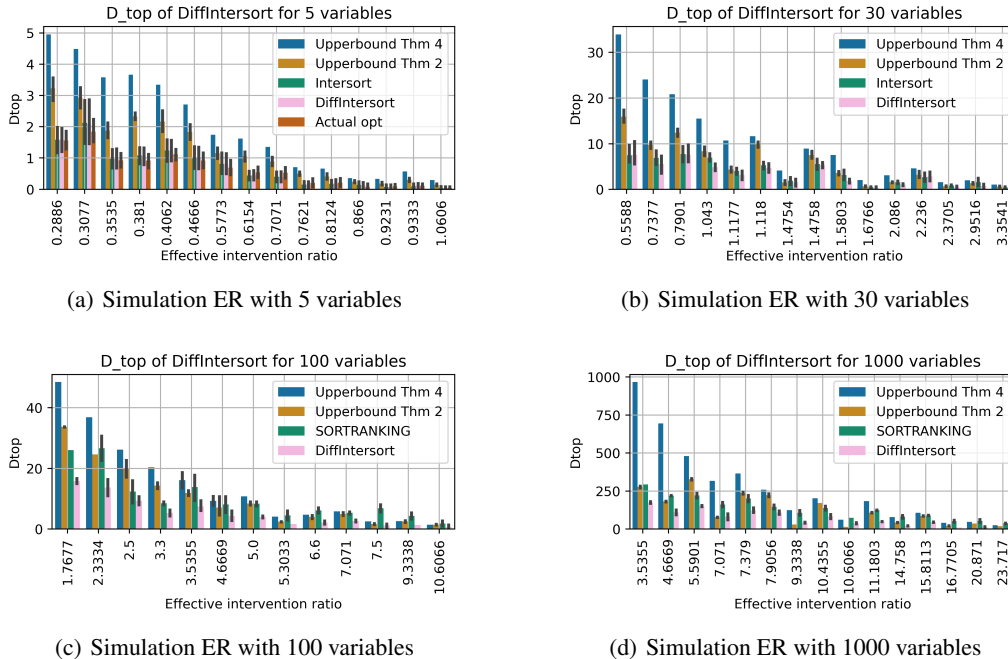 D_top of DiffIntersort for 5 variables
5
4
3
2
1
0
Dtop
Upperbound Thm 4
Upperbound Thm 2
Intersort
DiffIntersort
Actual opt
0.2886
0.3077
0.3535
0.381
0.4062
0.4666
0.5773
0.6154
0.7071
0.7621
0.8124
0.866
0.9231
0.9333
1.0606
Effective intervention ratio
(a) Simulation ER with 5 variables
D_top of DiffIntersort for 30 variables
30
20
10
0
Dtop
Upperbound Thm 4
Upperbound Thm 2
Intersort
DiffIntersort
0.5588
0.7377
0.7901
1.043
1.1177
1.118
1.4754
1.4758
1.5803
1.6766
2.086
2.236
2.3705
2.9516
3.3541
Effective intervention ratio
(b) Simulation ER with 30 variables
D_top of DiffIntersort for 100 variables
40
20
0
Dtop
Upperbound Thm 4
Upperbound Thm 2
SORTRANKING
DiffIntersort
1.7677
2.3334
2.5
3.3
3.5355
4.6669
5.0
5.3033
6.6
7.0711
7.5
9.3338
10.6066
Effective intervention ratio
(c) Simulation ER with 100 variables
D_top of DiffIntersort for 1000 variables
1000
750
500
250
0
Dtop
Upperbound Thm 4
Upperbound Thm 2
SORTRANKING
DiffIntersort
3.5355
4.6669
5.5901
7.071
7.379
7.9056
9.3338
10.4355
10.6066
11.1803
14.758
15.8113
16.7705
20.871
23.717
Effective intervention ratio
(d) Simulation ER with 1000 variables